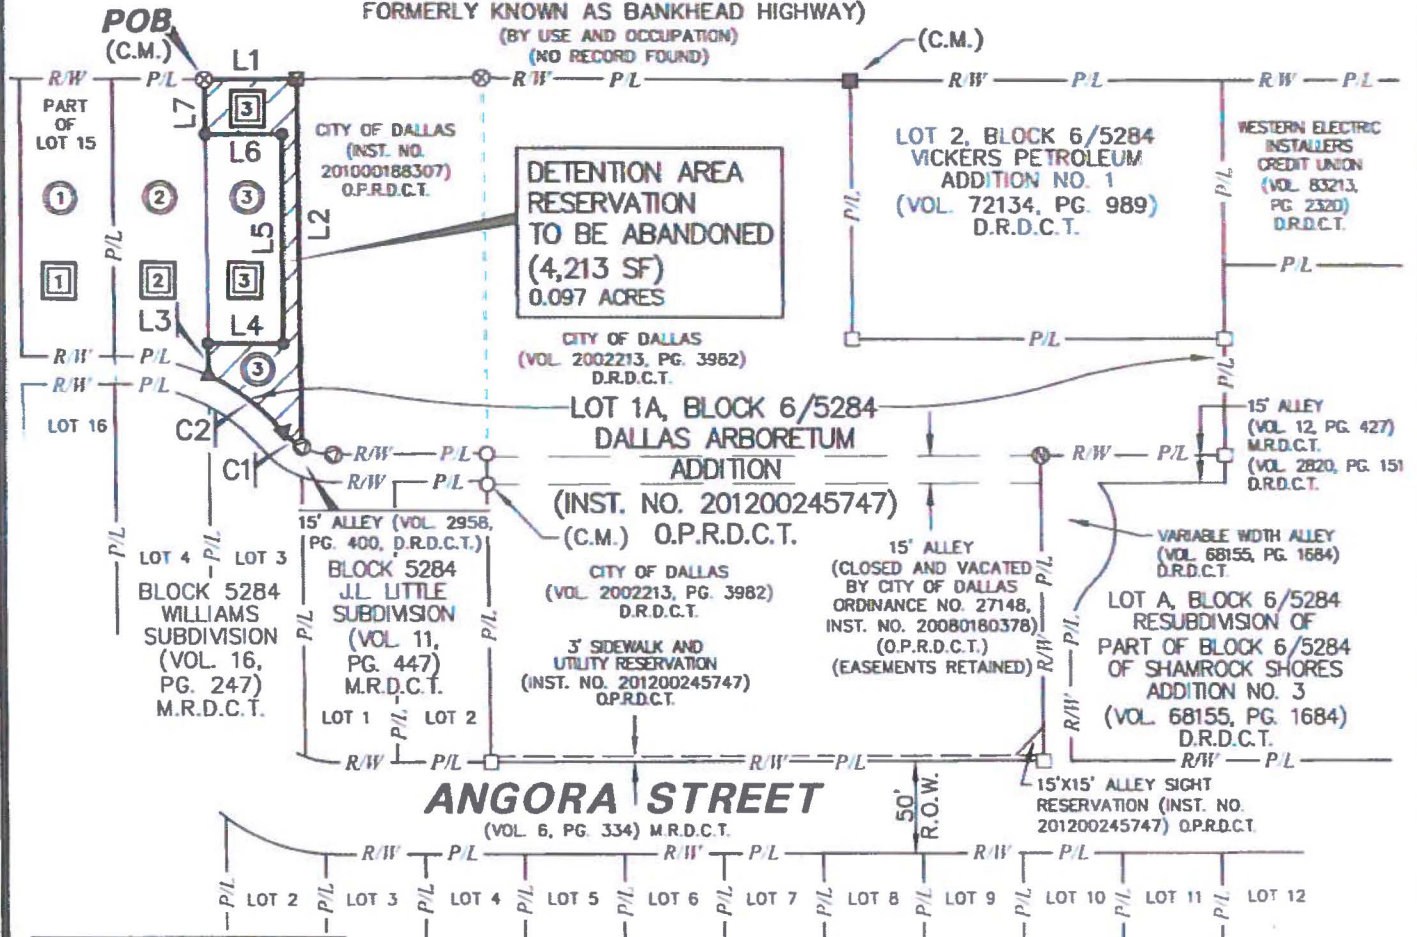 FORMERLY KNOWN AS BANKHEAD HIGHWAY)
(BY USE AND OCCUPATION)
(NO RECORD FOUND)
POB
(C.M.)
(C.M.)
L1
R/W P/L R/W P/L R/W P/L R/W P/L
PART
OF
LOT 15
L7
3
L6
1
2
3
1
2
3
L5
L2
L3
L4
3
P/L
CITY OF DALLAS
(INST. NO.
201000188307)
O.P.R.D.C.T.
DETENTION AREA
RESERVATION
TO BE ABANDONED
(4,213 SF)
0.097 ACRES
LOT 2, BLOCK 6/5284
VICKERS PETROLEUM
ADDITION NO. 1
(VOL. 72134, PG. 989)
D.R.D.C.T.
P/L
P/L
WESTERN ELECTRIC
INSTALLERS
CREDIT UNION
(VOL. 83213,
PG. 2320)
D.R.D.C.T.
P/L
P/L
P/L
R/W P/L
R/W P/L
LOT 16
C2
C1
CITY OF DALLAS
(VOL. 2002213, PG. 3982)
D.R.D.C.T.
LOT 1A, BLOCK 6/5284
DALLAS ARBORETUM
ADDITION
(INST. NO. 201200245747)
O.P.R.D.C.T.
R/W P/L
R/W P/L
(C.M.)
R/W P/L
15' ALLEY
(VOL. 12, PG. 427)
M.R.D.C.T.
(VOL. 2820, PG. 151
D.R.D.C.T.
15' ALLEY (VOL. 2958,
PG. 400, D.R.D.C.T.)
P/L
P/L
LOT 4
LOT 3
BLOCK 5284
WILLIAMS
SUBDIVISION
(VOL. 16,
PG. 247)
M.R.D.C.T.
P/L
BLOCK 5284
J.L. LITTLE
SUBDIVISION
(VOL. 11,
PG. 447)
M.R.D.C.T.
LOT 1
P/L
LOT 2
P/L
CITY OF DALLAS
(VOL. 2002213, PG. 3982)
D.R.D.C.T.
3' SIDEWALK AND
UTILITY RESERVATION
(INST. NO. 201200245747)
O.P.R.D.C.T.
15' ALLEY
(CLOSED AND VACATED
BY CITY OF DALLAS
ORDINANCE NO. 27148,
INST. NO. 20080180378)
(O.P.R.D.C.T.)
(EASEMENTS RETAINED)
P/L
R/W
P/L
R/W
VARIABLE WIDTH ALLEY
(VOL. 68155, PG. 1684)
D.R.D.C.T.
LOT A, BLOCK 6/5284
RESUBDIVISION OF
PART OF BLOCK 6/5284
OF SHAMROCK SHORES
ADDITION NO. 3
(VOL. 68155, PG. 1684)
D.R.D.C.T.
R/W P/L
R/W P/L
R/W P/L
ANGORA STREET
(VOL. 6, PG. 334) M.R.D.C.T.
50'
R.O.W.
15'X15' ALLEY SIGHT
RESERVATION (INST. NO.
201200245747) O.P.R.D.C.T.
R/W P/L R/W P/L R/W P/L
P/L LOT 2 P/L LOT 3 P/L LOT 4 P/L LOT 5 P/L LOT 6 P/L LOT 7 P/L LOT 8 P/L LOT 9 P/L LOT 10 P/L LOT 11 P/L LOT 12